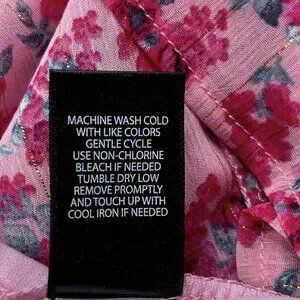 MACHINE WASH COLD
WITH LIKE COLORS
GENTLE CYCLE
USE NON-CHLORINE
BLEACH IF NEEDED
TUMBLE DRY LOW
REMOVE PROMPTLY
AND TOUCH UP WITH
COOL IRON IF NEEDED